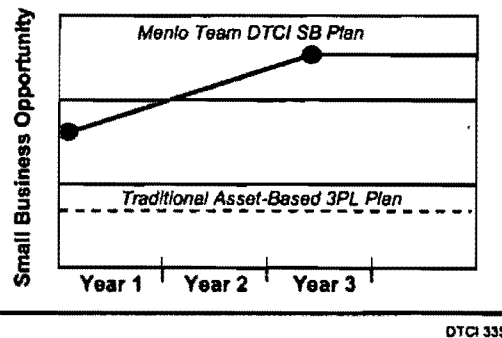 Small Business Opportunity
Menlo Team DTCI SB Plan
Traditional Asset-Based 3PL Plan
Year 1 Year 2 Year 3